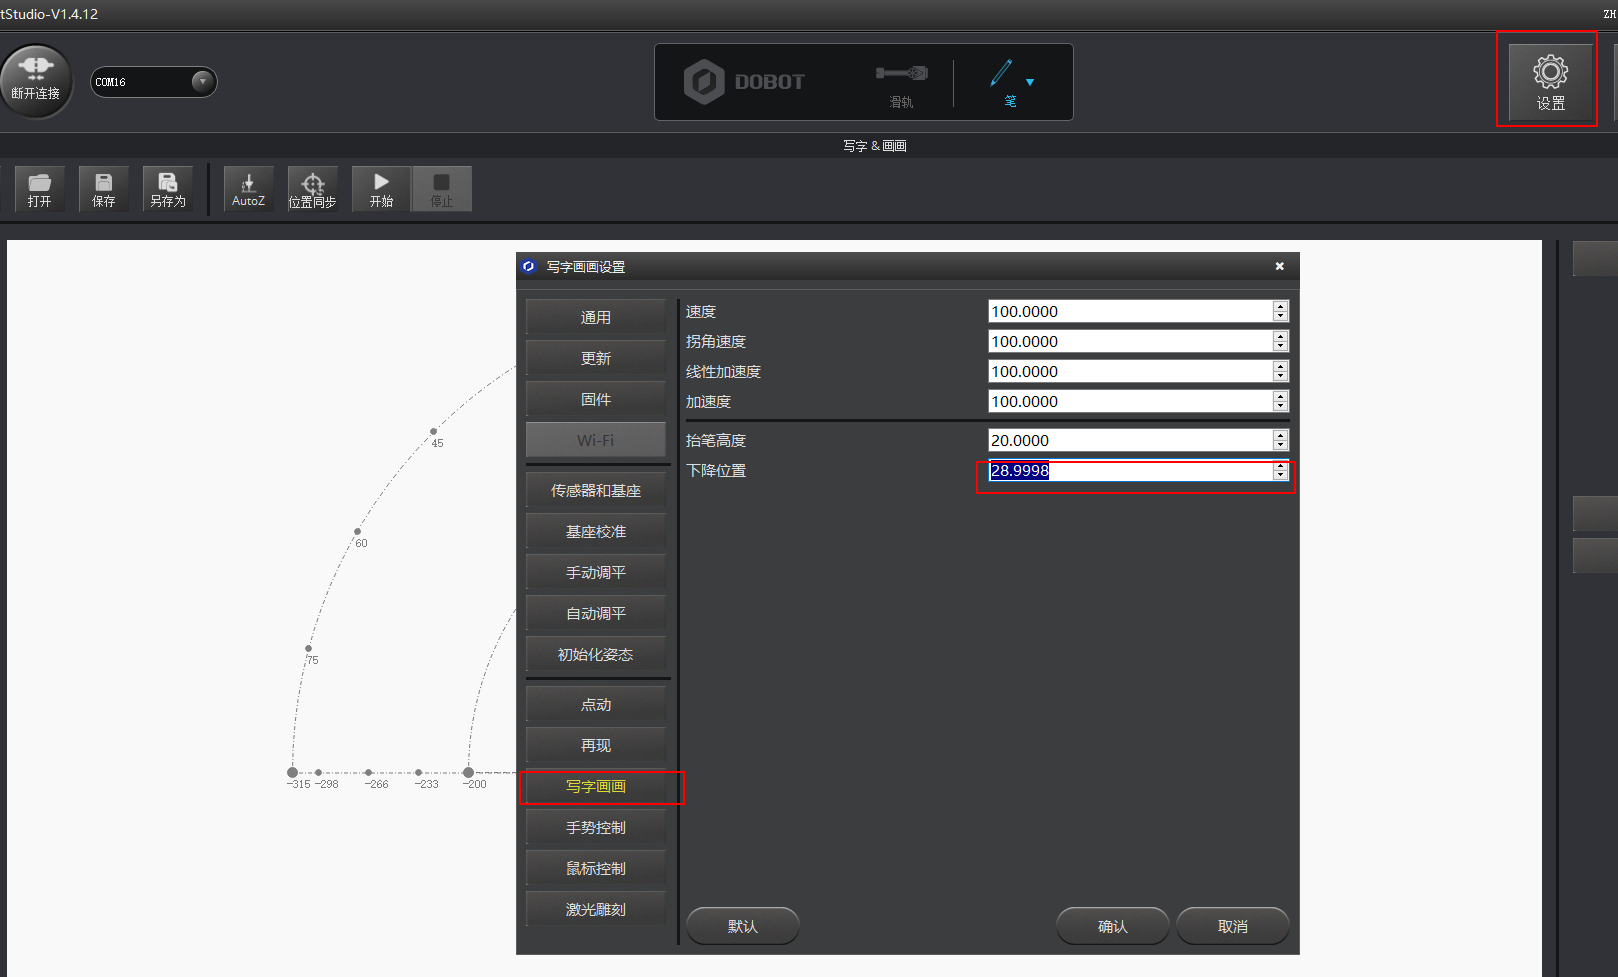 tStudio-V1.4.12
ZH
断开连接
COM16
DOBOT
滑轨
笔
设置
写字 & 画画
打开
保存
另存为
AutoZ
位置同步
开始
停止
写字画画设置
通用
更新
固件
Wi-Fi
传感器和基座
基座校准
手动调平
自动调平
初始化姿态
点动
再现
写字画画
手势控制
鼠标控制
激光雕刻
速度 100.0000
拐角速度 100.0000
线性加速度 100.0000
加速度 100.0000
抬笔高度 20.0000
下降位置 28.9998
默认 确认 取消
45
60
75
-315 -298 -266 -233 -200